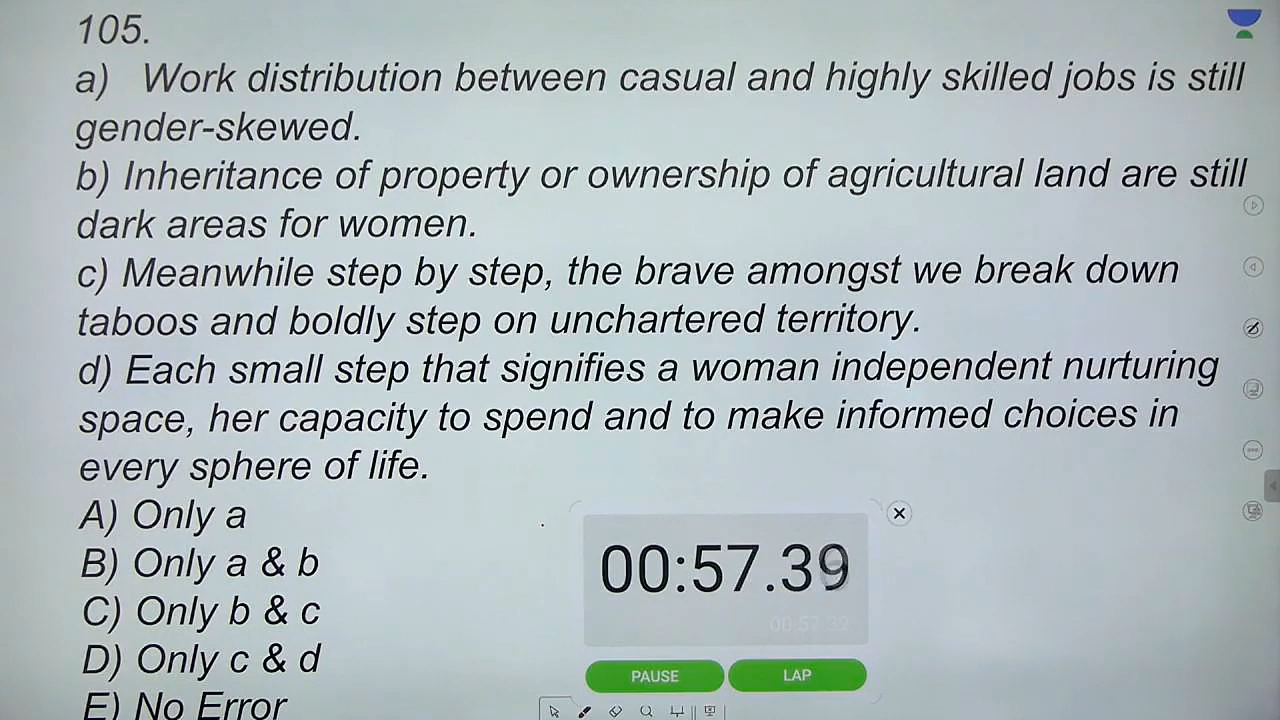 105.
a) Work distribution between casual and highly skilled jobs is still
gender-skewed.
b) Inheritance of property or ownership of agricultural land are still
dark areas for women.
c) Meanwhile step by step, the brave amongst we break down
taboos and boldly step on unchartered territory.
d) Each small step that signifies a woman independent nurturing
space, her capacity to spend and to make informed choices in
every sphere of life.
A) Only a
B) Only a & b
C) Only b & c
D) Only c & d
E) No Error
00:57.39
00:57.32
PAUSE LAP